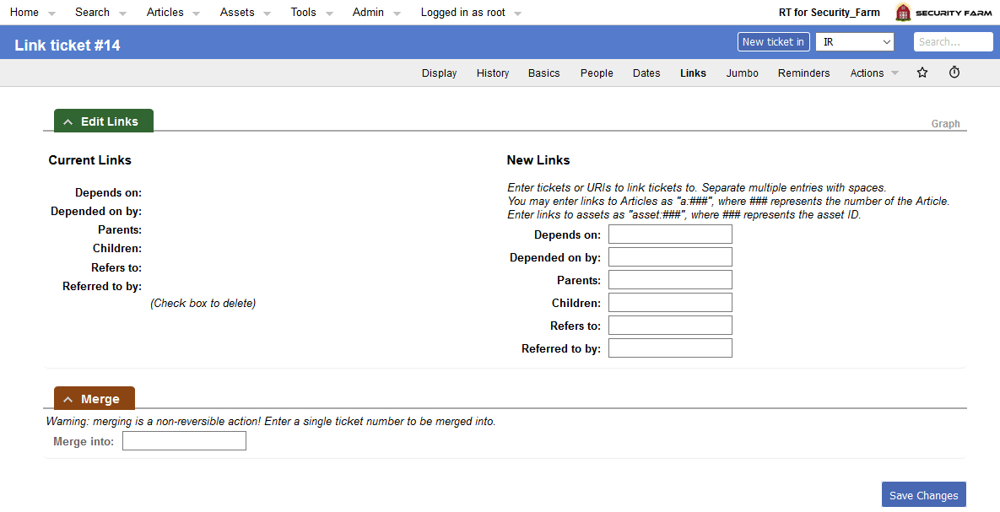 Home Search Articles Assets Tools Admin Logged in as root RT for Security_Farm SECURITY FARM
Link ticket #14 New ticket in IR Search...
Display History Basics People Dates Links Jumbo Reminders Actions
Edit Links Graph
Current Links
Depends on:
Depended on by:
Parents:
Children:
Refers to:
Referred to by:
(Check box to delete)
New Links
Enter tickets or URIs to link tickets to. Separate multiple entries with spaces.
You may enter links to Articles as "a:###", where ### represents the number of the Article.
Enter links to assets as "asset:###", where ### represents the asset ID.
Depends on:
Depended on by:
Parents:
Children:
Refers to:
Referred to by:
Merge
Warning: merging is a non-reversible action! Enter a single ticket number to be merged into.
Merge into:
Save Changes